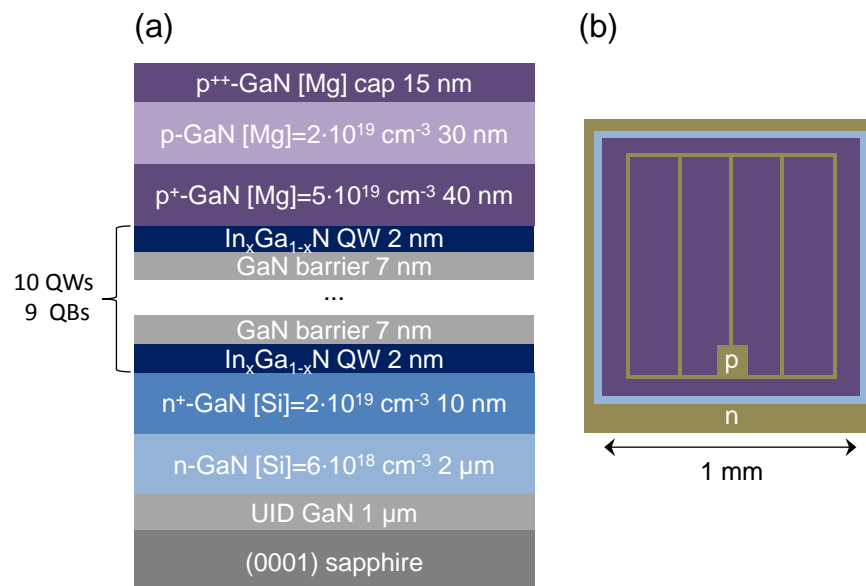 (a)
p⁺⁺-GaN [Mg] cap 15 nm
p-GaN [Mg]=2·10¹⁹ cm⁻³ 30 nm
p⁺-GaN [Mg]=5·10¹⁹ cm⁻³ 40 nm
InₓGa₁₋ₓN QW 2 nm
GaN barrier 7 nm
...
GaN barrier 7 nm
InₓGa₁₋ₓN QW 2 nm
n⁺-GaN [Si]=2·10¹⁹ cm⁻³ 10 nm
n-GaN [Si]=6·10¹⁸ cm⁻³ 2 µm
UID GaN 1 µm
(0001) sapphire
10 QWs
9 QBs
(b)
p
n
1 mm